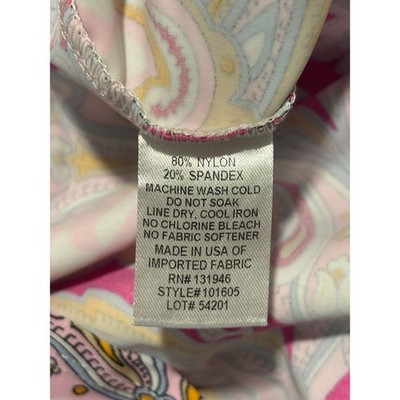 80% NYLON
20% SPANDEX
MACHINE WASH COLD
DO NOT SOAK
LINE DRY, COOL IRON
NO CHLORINE BLEACH
NO FABRIC SOFTENER
MADE IN USA OF
IMPORTED FABRIC
RN# 131946
STYLE# 101605
LOT# 54201